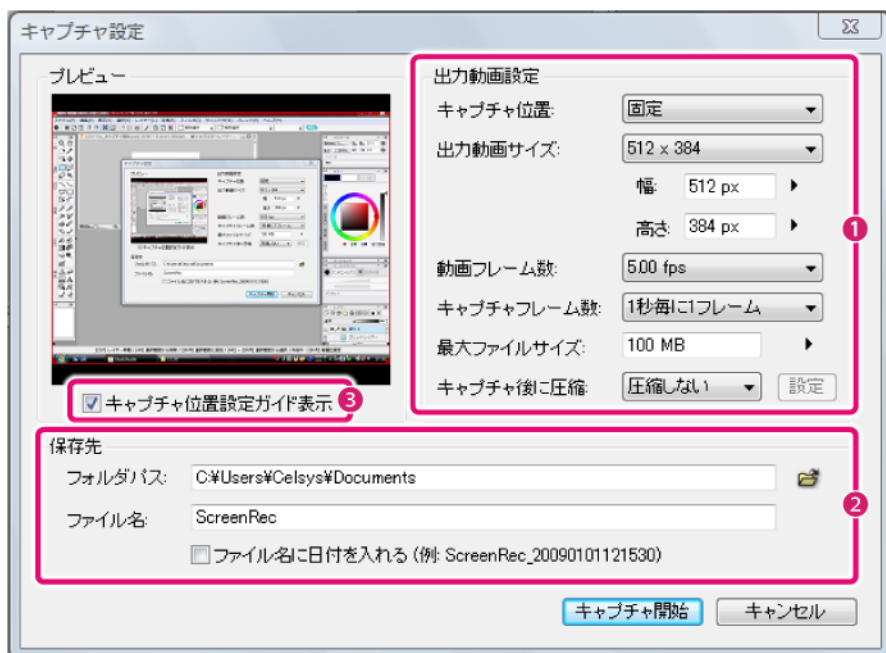 キャプチャ設定
プレビュー
キャプチャ位置設定ガイド表示
3
出力動画設定
キャプチャ位置: 固定
出力動画サイズ: 512 x 384
幅: 512 px
高さ: 384 px
動画フレーム数: 5.00 fps
キャプチャフレーム数: 1秒毎に1フレーム
最大ファイルサイズ: 100 MB
キャプチャ後に圧縮: 圧縮しない 設定
1
保存先
フォルダパス: C:¥Users¥Celsys¥Documents
ファイル名: ScreenRec
ファイル名に日付を入れる (例: ScreenRec_20090101121530)
2
キャプチャ開始 キャンセル